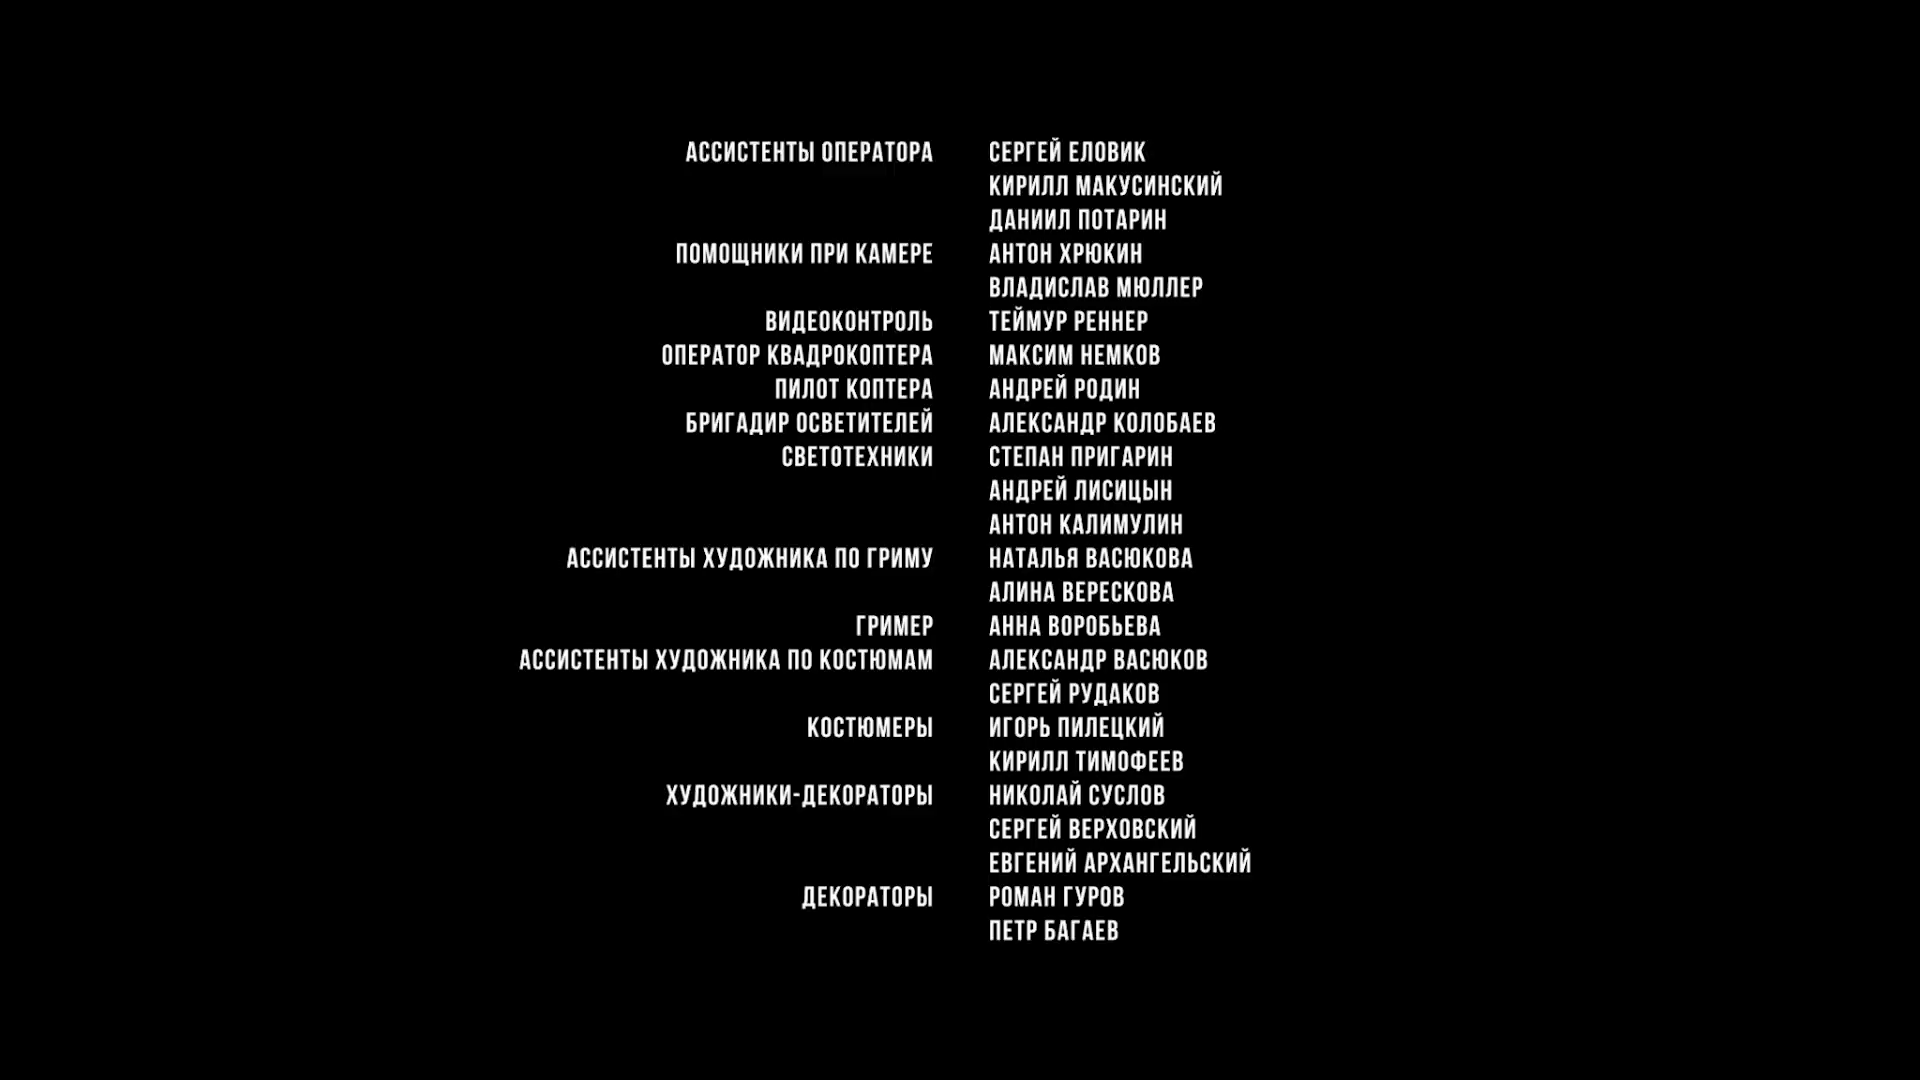 АССИСТЕНТЫ ОПЕРАТОРА СЕРГЕЙ ЕЛОВИК
КИРИЛЛ МАКУСИНСКИЙ
ДАНИИЛ ПОТАРИН
ПОМОЩНИКИ ПРИ КАМЕРЕ АНТОН ХРЮКИН
ВЛАДИСЛАВ МЮЛЛЕР
ВИДЕОКОНТРОЛЬ ТЕЙМУР РЕННЕР
ОПЕРАТОР КВАДРОКОПТЕРА МАКСИМ НЕМКОВ
ПИЛОТ КОПТЕРА АНДРЕЙ РОДИН
БРИГАДИР ОСВЕТИТЕЛЕЙ АЛЕКСАНДР КОЛОБАЕВ
СВЕТОТЕХНИКИ СТЕПАН ПРИГАРИН
АНДРЕЙ ЛИСИЦЫН
АНТОН КАЛИМУЛИН
АССИСТЕНТЫ ХУДОЖНИКА ПО ГРИМУ НАТАЛЬЯ ВАСЮКОВА
АЛИНА ВЕРЕСКОВА
ГРИМЕР АННА ВОРОБЬЕВА
АССИСТЕНТЫ ХУДОЖНИКА ПО КОСТЮМАМ АЛЕКСАНДР ВАСЮКОВ
СЕРГЕЙ РУДАКОВ
КОСТЮМЕРЫ ИГОРЬ ПИЛЕЦКИЙ
КИРИЛЛ ТИМОФЕЕВ
ХУДОЖНИКИ-ДЕКОРАТОРЫ НИКОЛАЙ СУСЛОВ
СЕРГЕЙ ВЕРХОВСКИЙ
ЕВГЕНИЙ АРХАНГЕЛЬСКИЙ
ДЕКОРАТОРЫ РОМАН ГУРОВ
ПЕТР БАГАЕВ